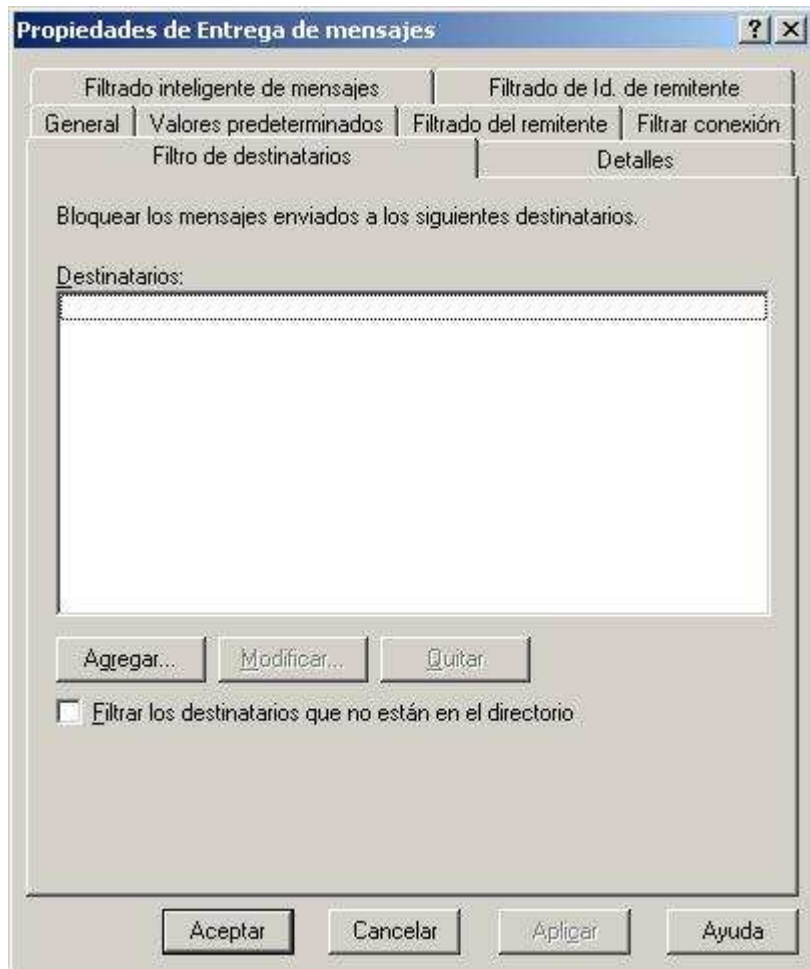 Propiedades de Entrega de mensajes
Filtrado inteligente de mensajes
Filtrado de Id. de remitente
General
Valores predeterminados
Filtrado del remitente
Filtrar conexión
Filtro de destinatarios
Detalles
Bloquear los mensajes enviados a los siguientes destinatarios.
Destinatarios:
Agregar...
Modificar...
Quitar
Filtrar los destinatarios que no están en el directorio
Aceptar
Cancelar
Aplicar
Ayuda